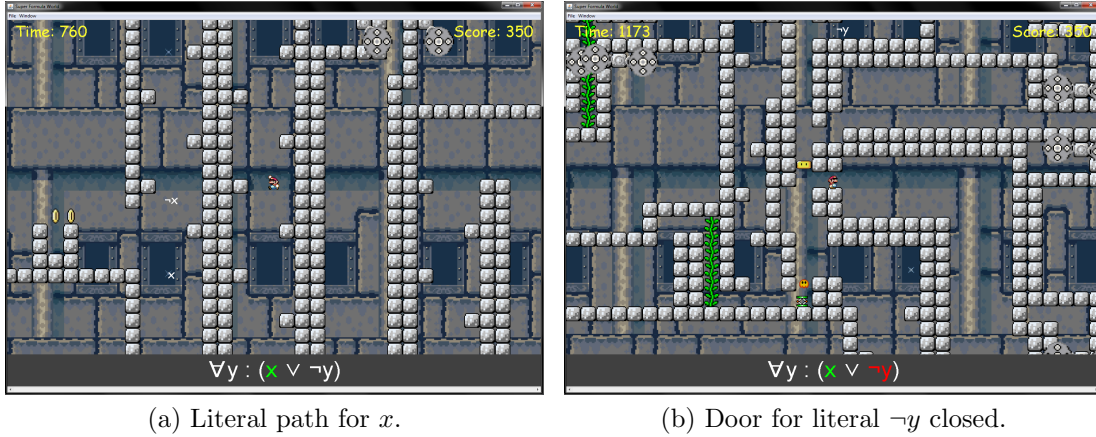 Super Formula World
File Window
Time: 760
Score: 350
¬x
x
∀y : (x ∨ ¬y)
(a) Literal path for x.
Super Formula World
File Window
Time: 1173
¬y
Score: 350
∀y : (x ∨ ¬y)
(b) Door for literal ¬y closed.